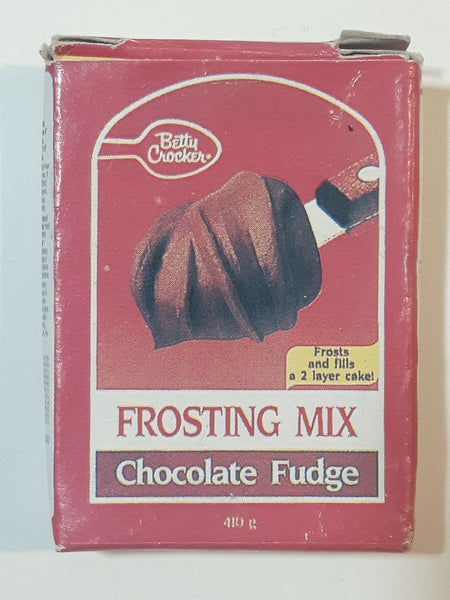 Betty
Crocker®
Frosts
and fills
a 2 layer cake!
FROSTING MIX
Chocolate Fudge
410 g